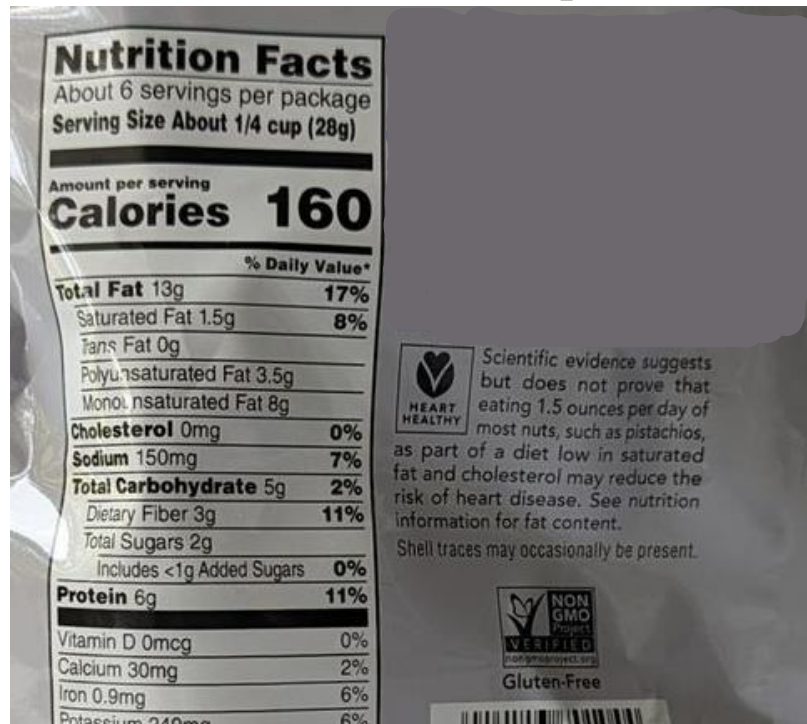 Nutrition Facts
About 6 servings per package
Serving Size About 1/4 cup (28g)
Amount per serving
Calories 160
% Daily Value*
Total Fat 13g 17%
Saturated Fat 1.5g 8%
Trans Fat 0g
Polyunsaturated Fat 3.5g
Monounsaturated Fat 8g
Cholesterol 0mg 0%
Sodium 150mg 7%
Total Carbohydrate 5g 2%
Dietary Fiber 3g 11%
Total Sugars 2g
Includes <1g Added Sugars 0%
Protein 6g 11%
Vitamin D 0mcg 0%
Calcium 30mg 2%
Iron 0.9mg 6%
Potassium 240mg 6%
HEART
HEALTHY
Scientific evidence suggests
but does not prove that
eating 1.5 ounces per day of
most nuts, such as pistachios,
as part of a diet low in saturated
fat and cholesterol may reduce the
risk of heart disease. See nutrition
information for fat content.
Shell traces may occasionally be present.
NON
GMO
Project
VERIFIED
nongmoproject.org
Gluten-Free